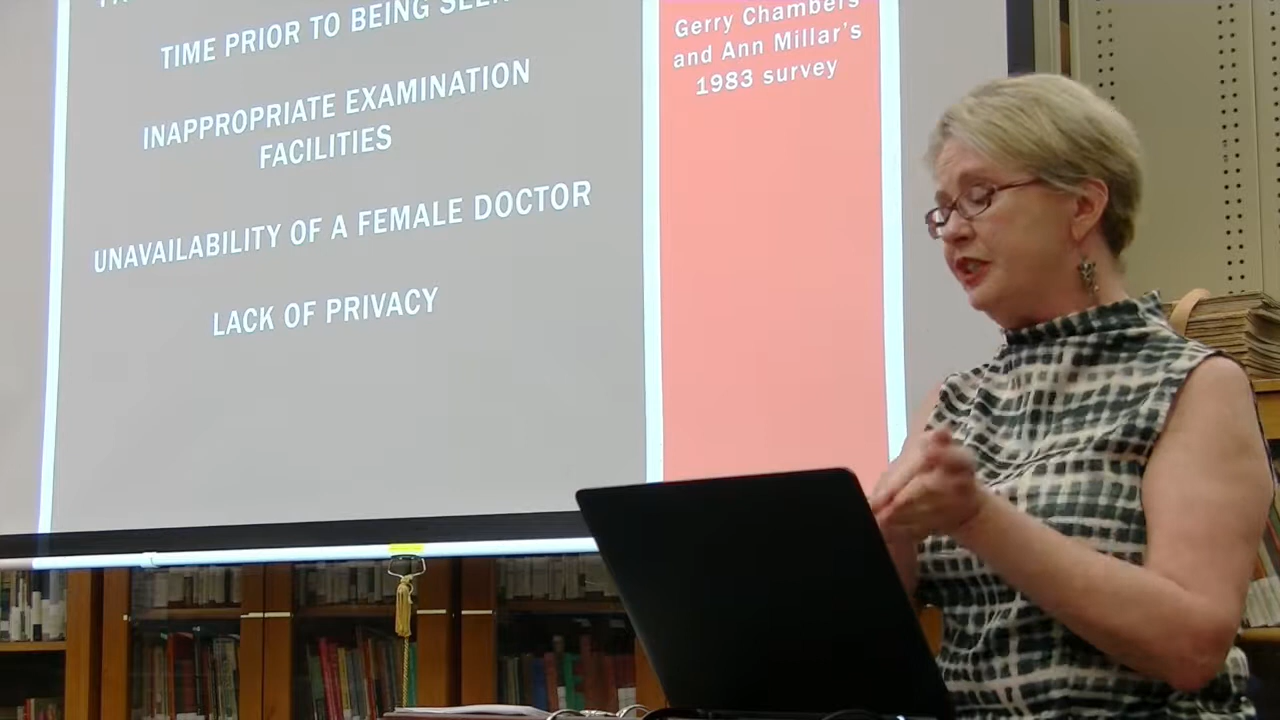 TIME PRIOR TO BEING SEEN
INAPPROPRIATE EXAMINATION
FACILITIES
UNAVAILABILITY OF A FEMALE DOCTOR
LACK OF PRIVACY
Gerry Chambers
and Ann Millar's
1983 survey